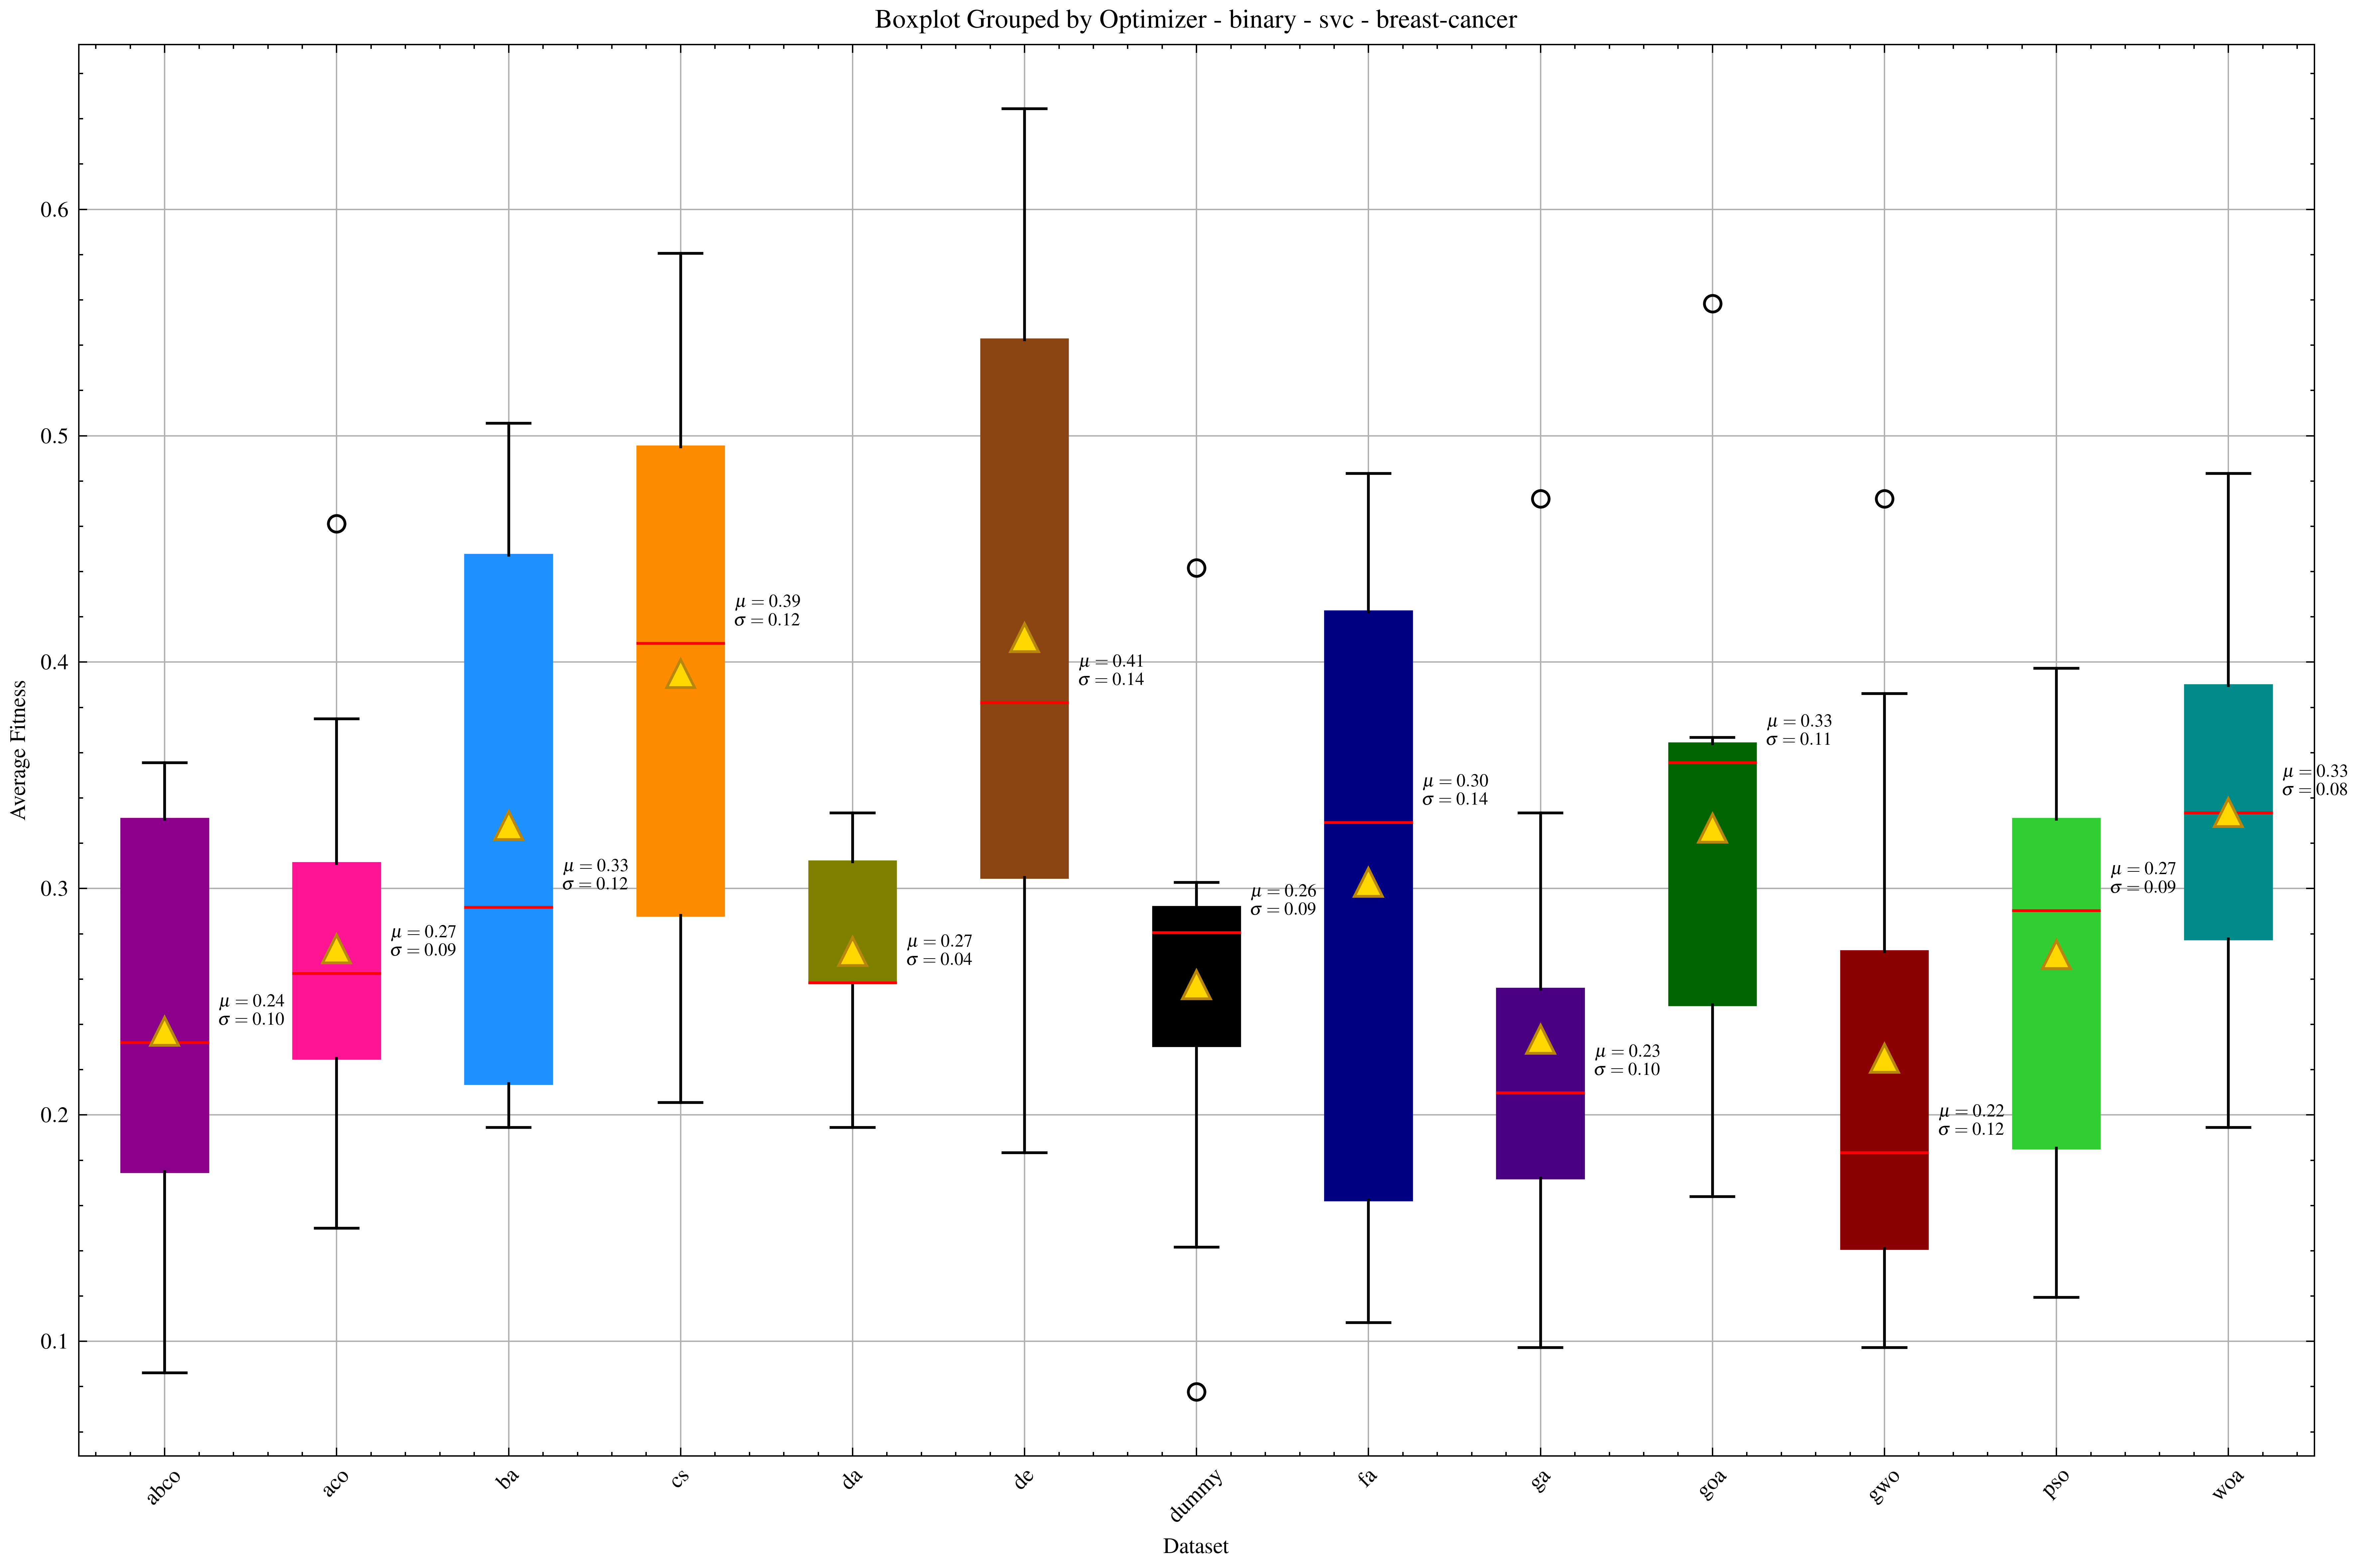 Boxplot Grouped by Optimizer - binary - svc - breast-cancer
Average Fitness
0.6
0.5
0.4
0.3
0.2
0.1
μ = 0.24
σ = 0.10
μ = 0.27
σ = 0.09
μ = 0.33
σ = 0.12
μ = 0.39
σ = 0.12
μ = 0.27
σ = 0.04
μ = 0.41
σ = 0.14
μ = 0.26
σ = 0.09
μ = 0.30
σ = 0.14
μ = 0.23
σ = 0.10
μ = 0.33
σ = 0.11
μ = 0.22
σ = 0.12
μ = 0.27
σ = 0.09
μ = 0.33
σ = 0.08
abco
aco
ba
cs
da
de
dummy
fa
ga
goa
gwo
pso
woa
Dataset